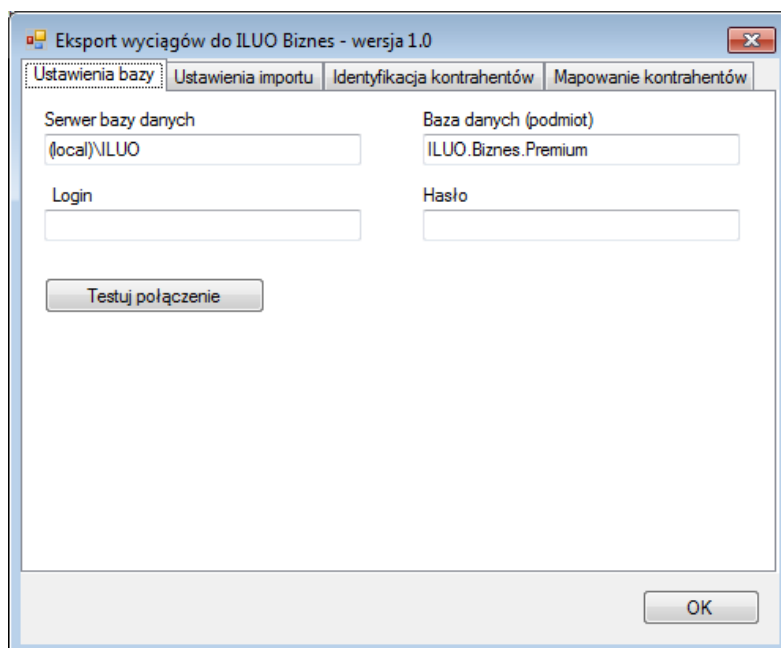 Eksport wyciągów do ILUO Biznes - wersja 1.0
Ustawienia bazy Ustawienia importu Identyfikacja kontrahentów Mapowanie kontrahentów
Serwer bazy danych Baza danych (podmiot)
(local)\ILUO ILUO.Biznes.Premium
Login Hasło
Testuj połączenie
OK